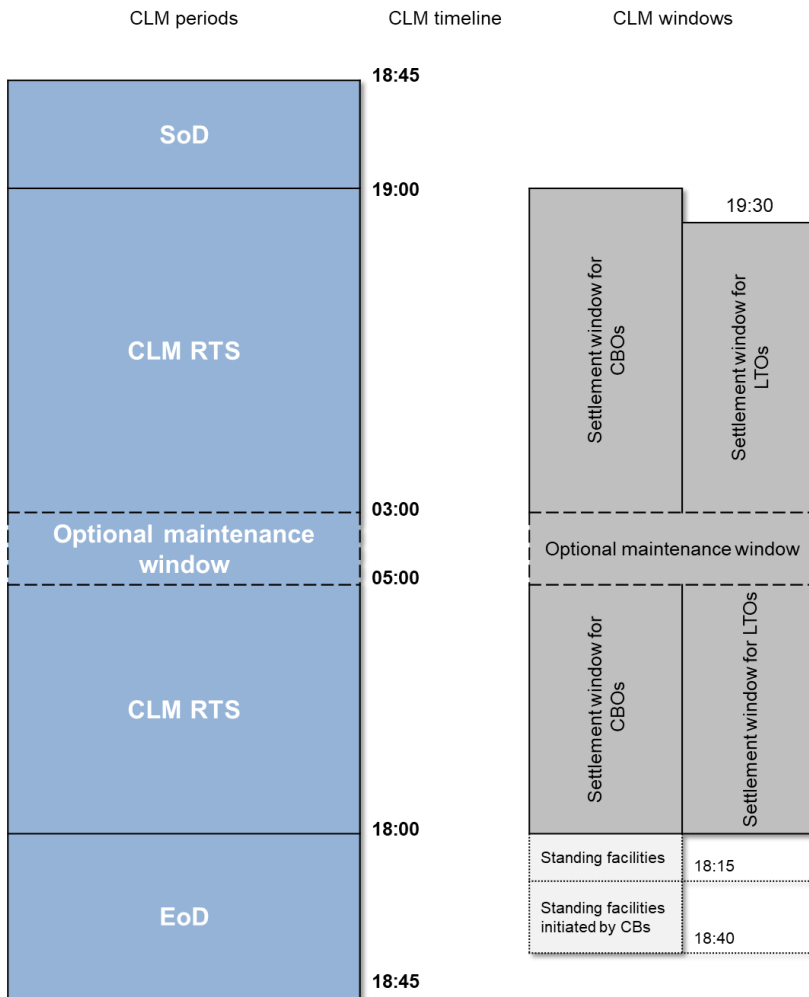 CLM periods
CLM timeline
CLM windows
18:45
SoD
19:00
19:30
CLM RTS
Settlement window for
CBOs
Settlement window for
LTOs
03:00
Optional maintenance
window
Optional maintenance window
05:00
CLM RTS
Settlement window for
CBOs
Settlement window for LTOs
18:00
Standing facilities
18:15
EoD
Standing facilities
initiated by CBs
18:40
18:45